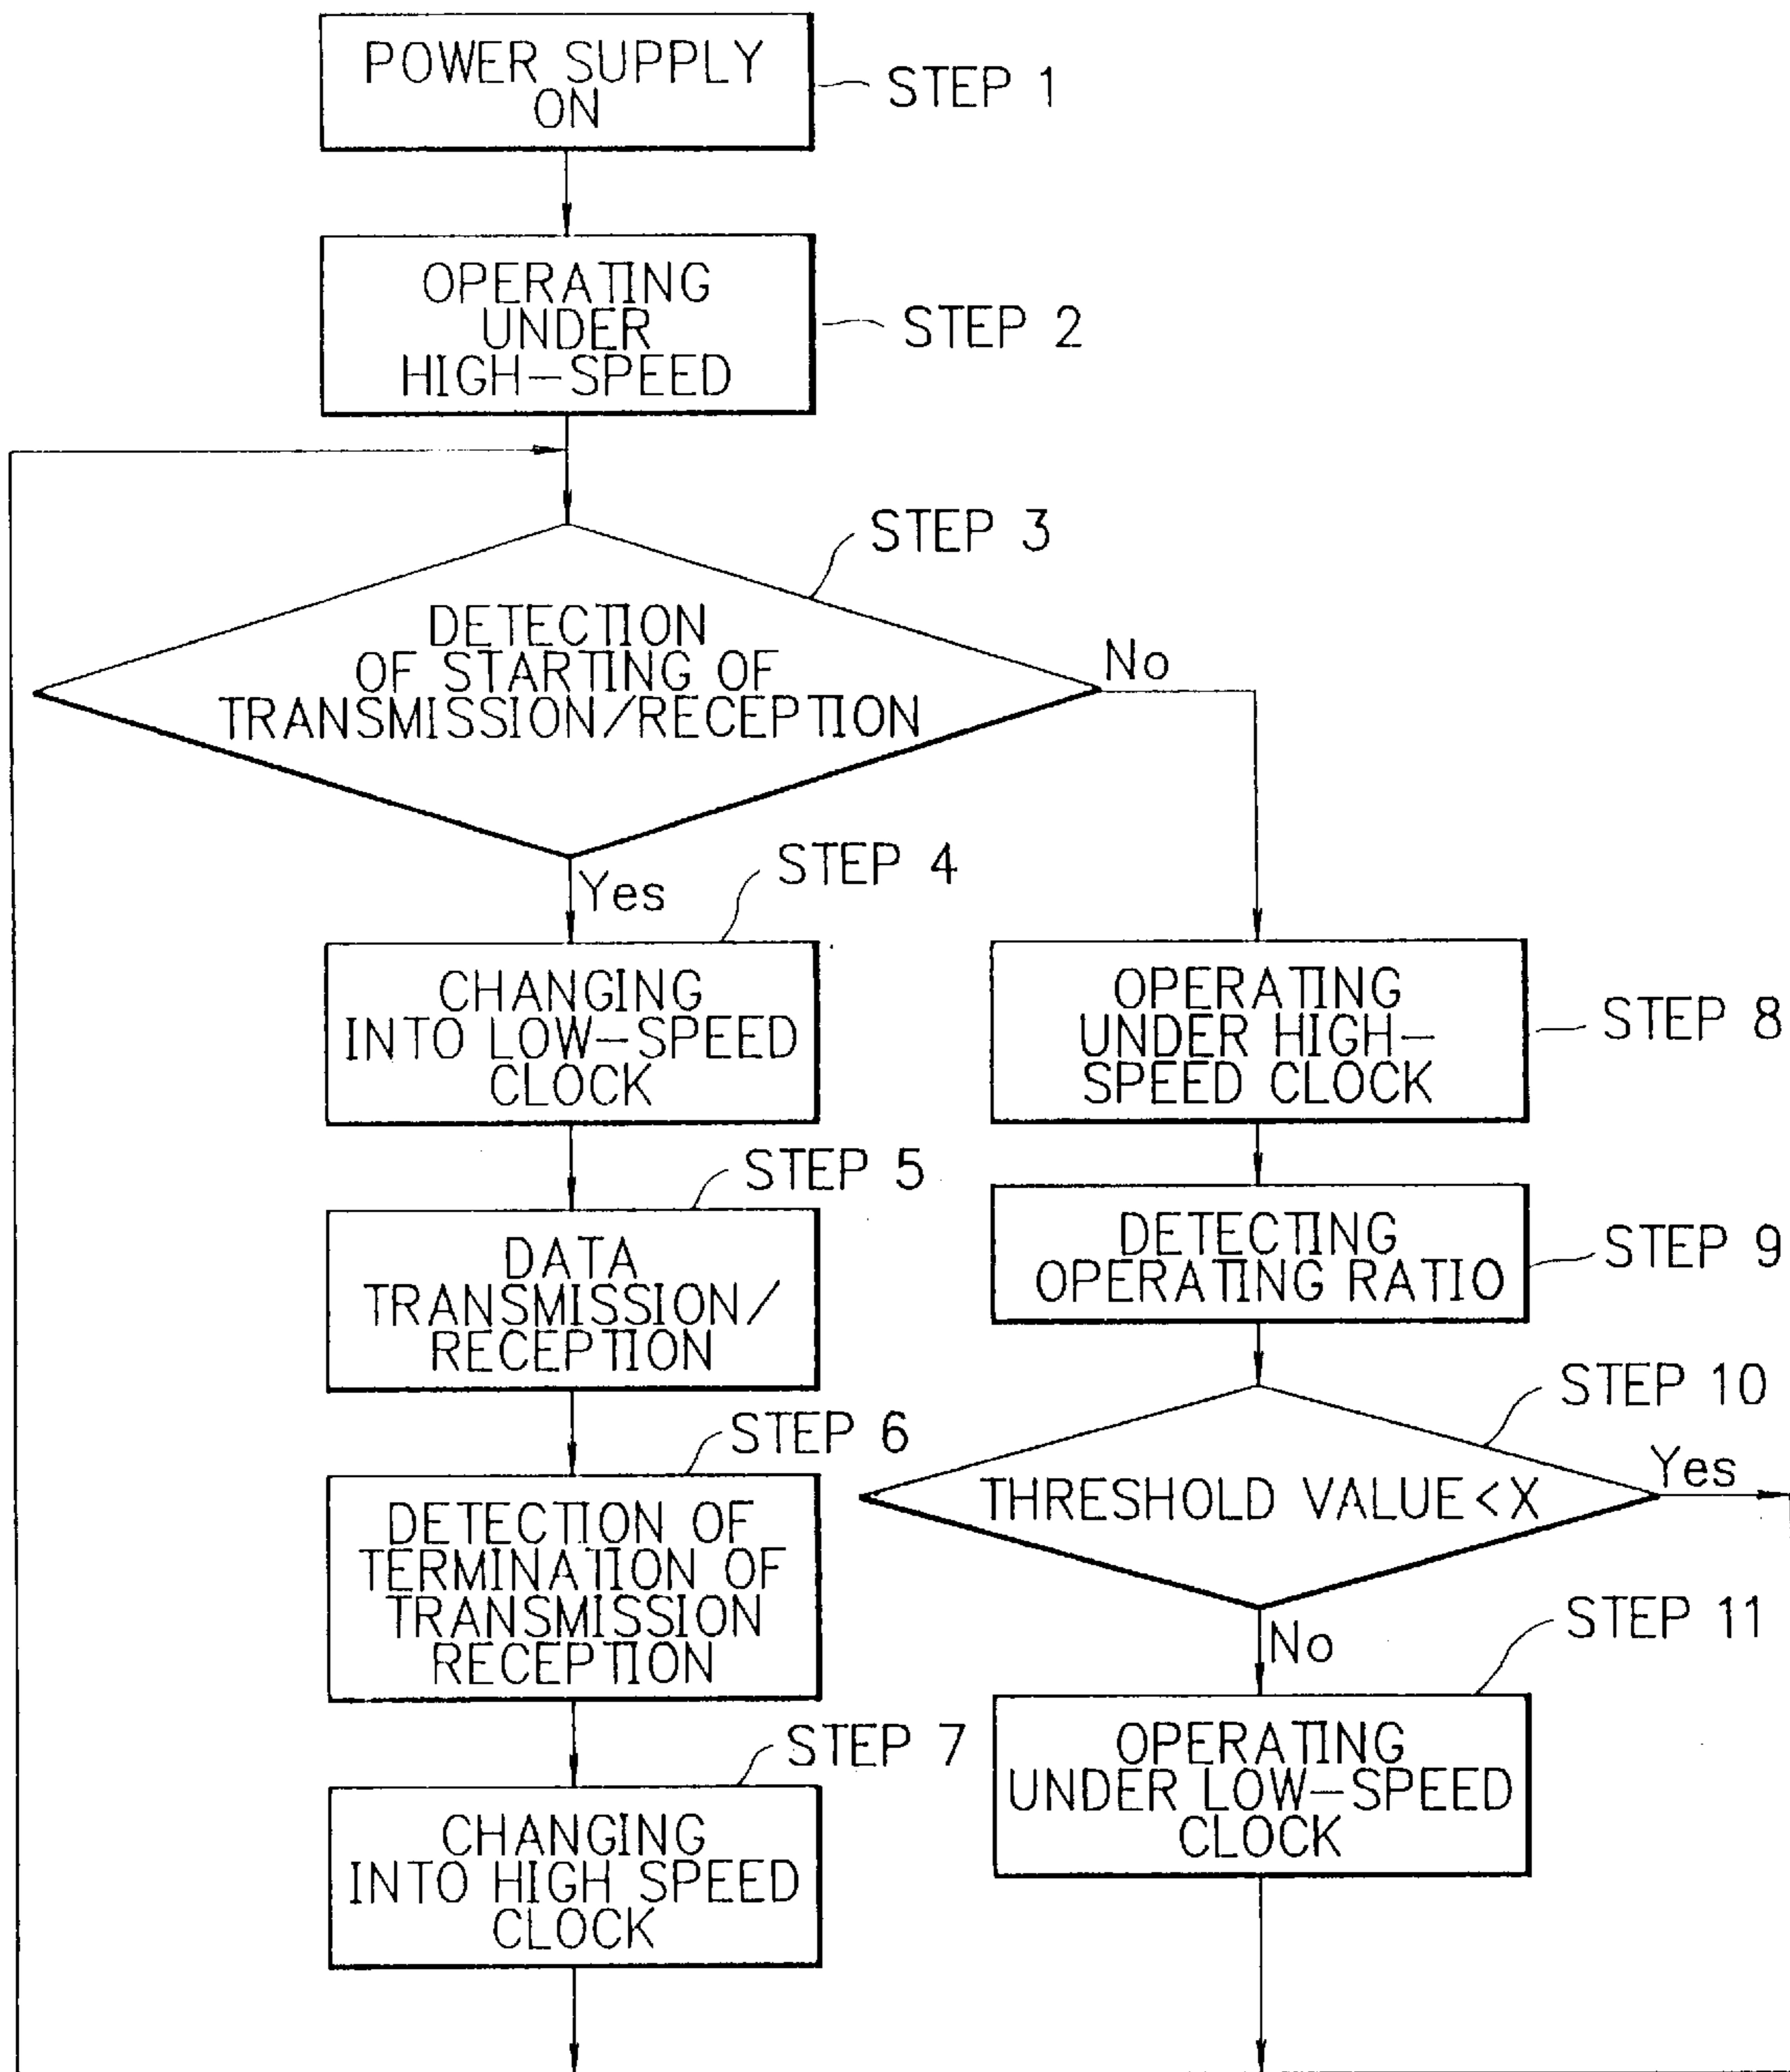 POWER SUPPLY
ON
STEP 1
OPERATING
UNDER
HIGH-SPEED
STEP 2
STEP 3
DETECTION
OF STARTING OF
TRANSMISSION/RECEPTION
No
Yes
STEP 4
CHANGING
INTO LOW-SPEED
CLOCK
STEP 5
DATA
TRANSMISSION/
RECEPTION
STEP 6
DETECTION OF
TERMINATION OF
TRANSMISSION
RECEPTION
STEP 7
CHANGING
INTO HIGH SPEED
CLOCK
OPERATING
UNDER HIGH-
SPEED CLOCK
STEP 8
DETECTING
OPERATING RATIO
STEP 9
STEP 10
THRESHOLD VALUE<X
Yes
No
STEP 11
OPERATING
UNDER LOW-SPEED
CLOCK